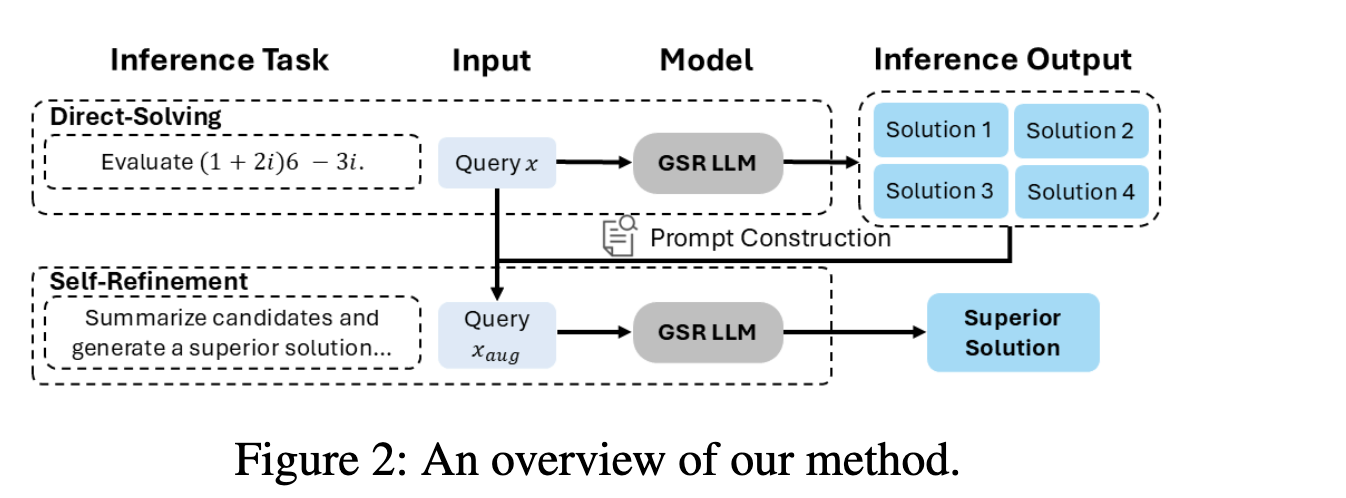 Inference Task Input Model Inference Output
Direct-Solving
Evaluate (1 + 2𝑖)6 − 3𝑖.
Query 𝑥
GSR LLM
Solution 1
Solution 2
Solution 3
Solution 4
Prompt Construction
Self-Refinement
Summarize candidates and
generate a superior solution...
Query
𝑥𝑎𝑢𝑔
GSR LLM
Superior
Solution
Figure 2: An overview of our method.